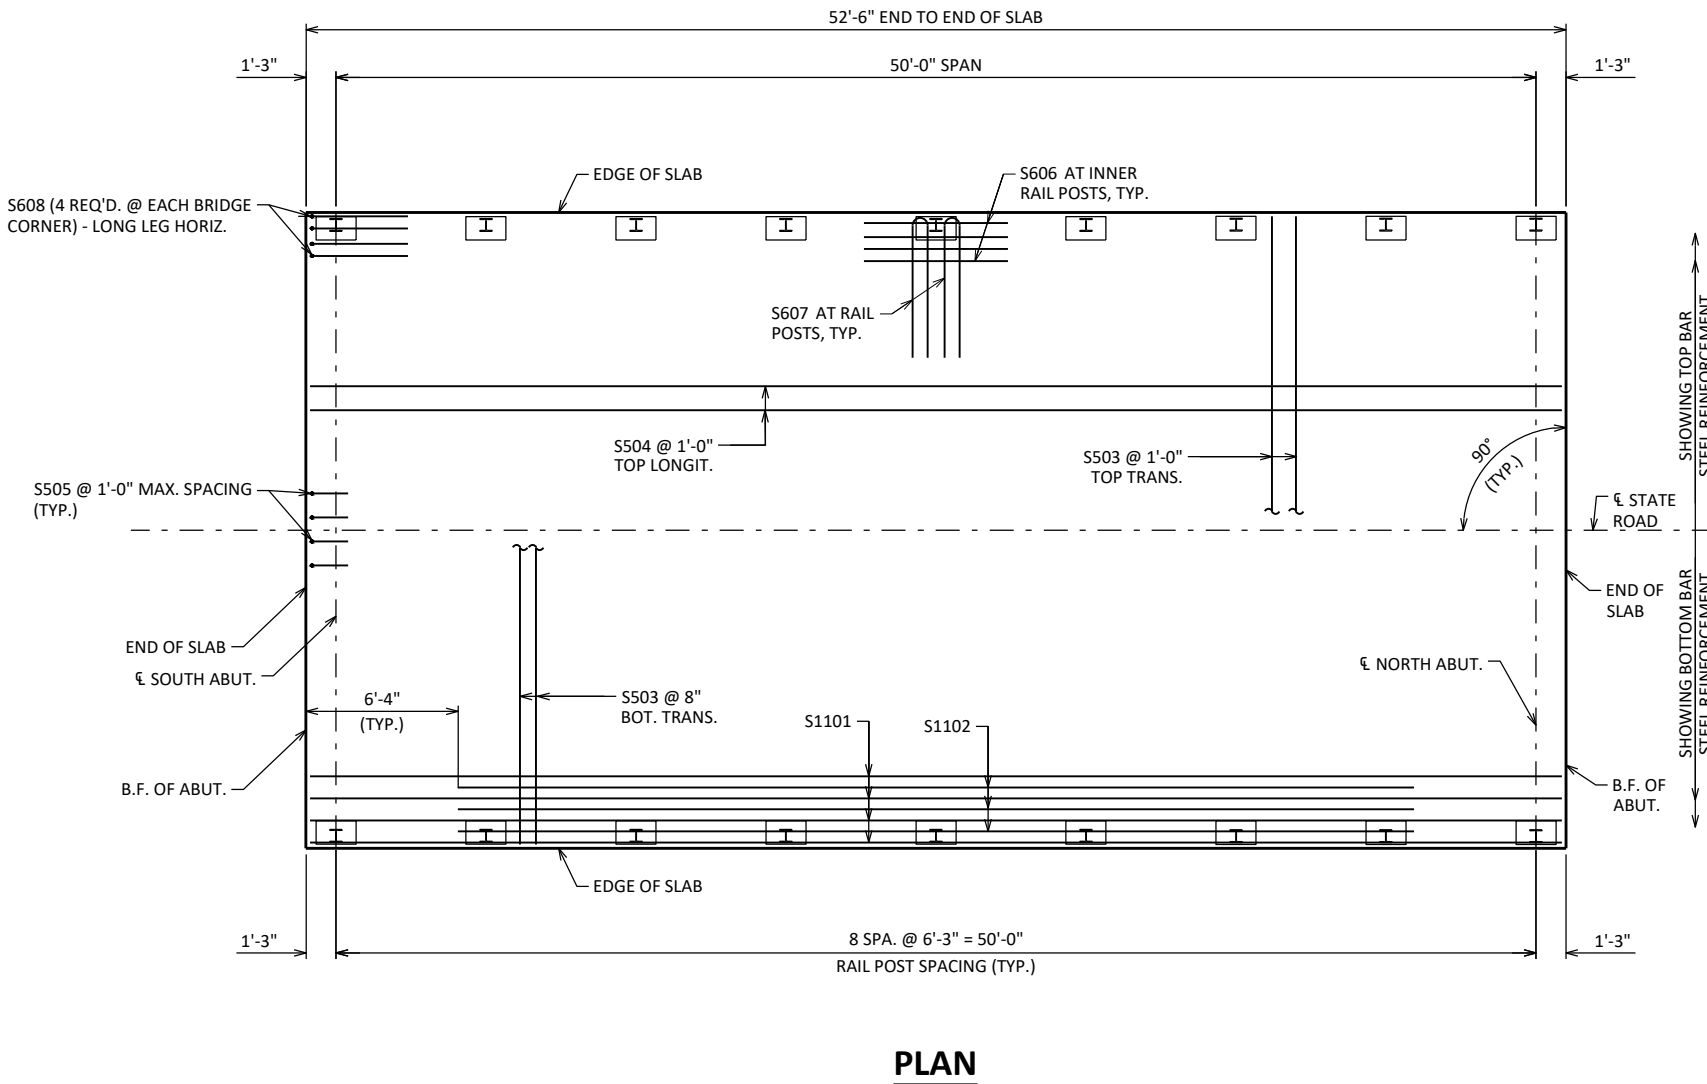 52'-6" END TO END OF SLAB
1'-3"
50'-0" SPAN
1'-3"
EDGE OF SLAB
S606 AT INNER
RAIL POSTS, TYP.
S608 (4 REQ'D. @ EACH BRIDGE
CORNER) - LONG LEG HORIZ.
S607 AT RAIL
POSTS, TYP.
SHOWING TOP BAR
STEEL REINFORCEMENT
S504 @ 1'-0"
TOP LONGIT.
S503 @ 1'-0"
TOP TRANS.
90°
(TYP.)
S505 @ 1'-0" MAX. SPACING
(TYP.)
℄ STATE
ROAD
END OF
SLAB
SHOWING BOTTOM BAR
STEEL REINFORCEMENT
END OF SLAB
℄ SOUTH ABUT.
℄ NORTH ABUT.
6'-4"
(TYP.)
S503 @ 8"
BOT. TRANS.
S1101
S1102
B.F. OF ABUT.
B.F. OF
ABUT.
EDGE OF SLAB
1'-3"
8 SPA. @ 6'-3" = 50'-0"
RAIL POST SPACING (TYP.)
1'-3"
PLAN